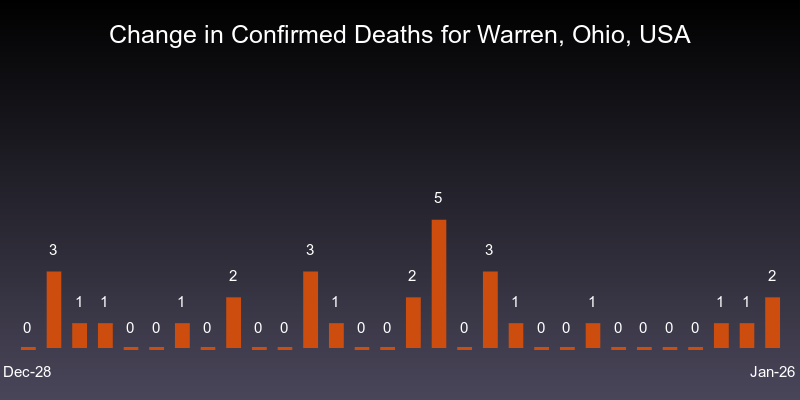 Change in Confirmed Deaths for Warren, Ohio, USA
0 3 1 1 0 0 1 0 2 0 0 3 1 0 0 2 5 0 3 1 0 0 1 0 0 0 0 1 1 2
Dec-28 Jan-26